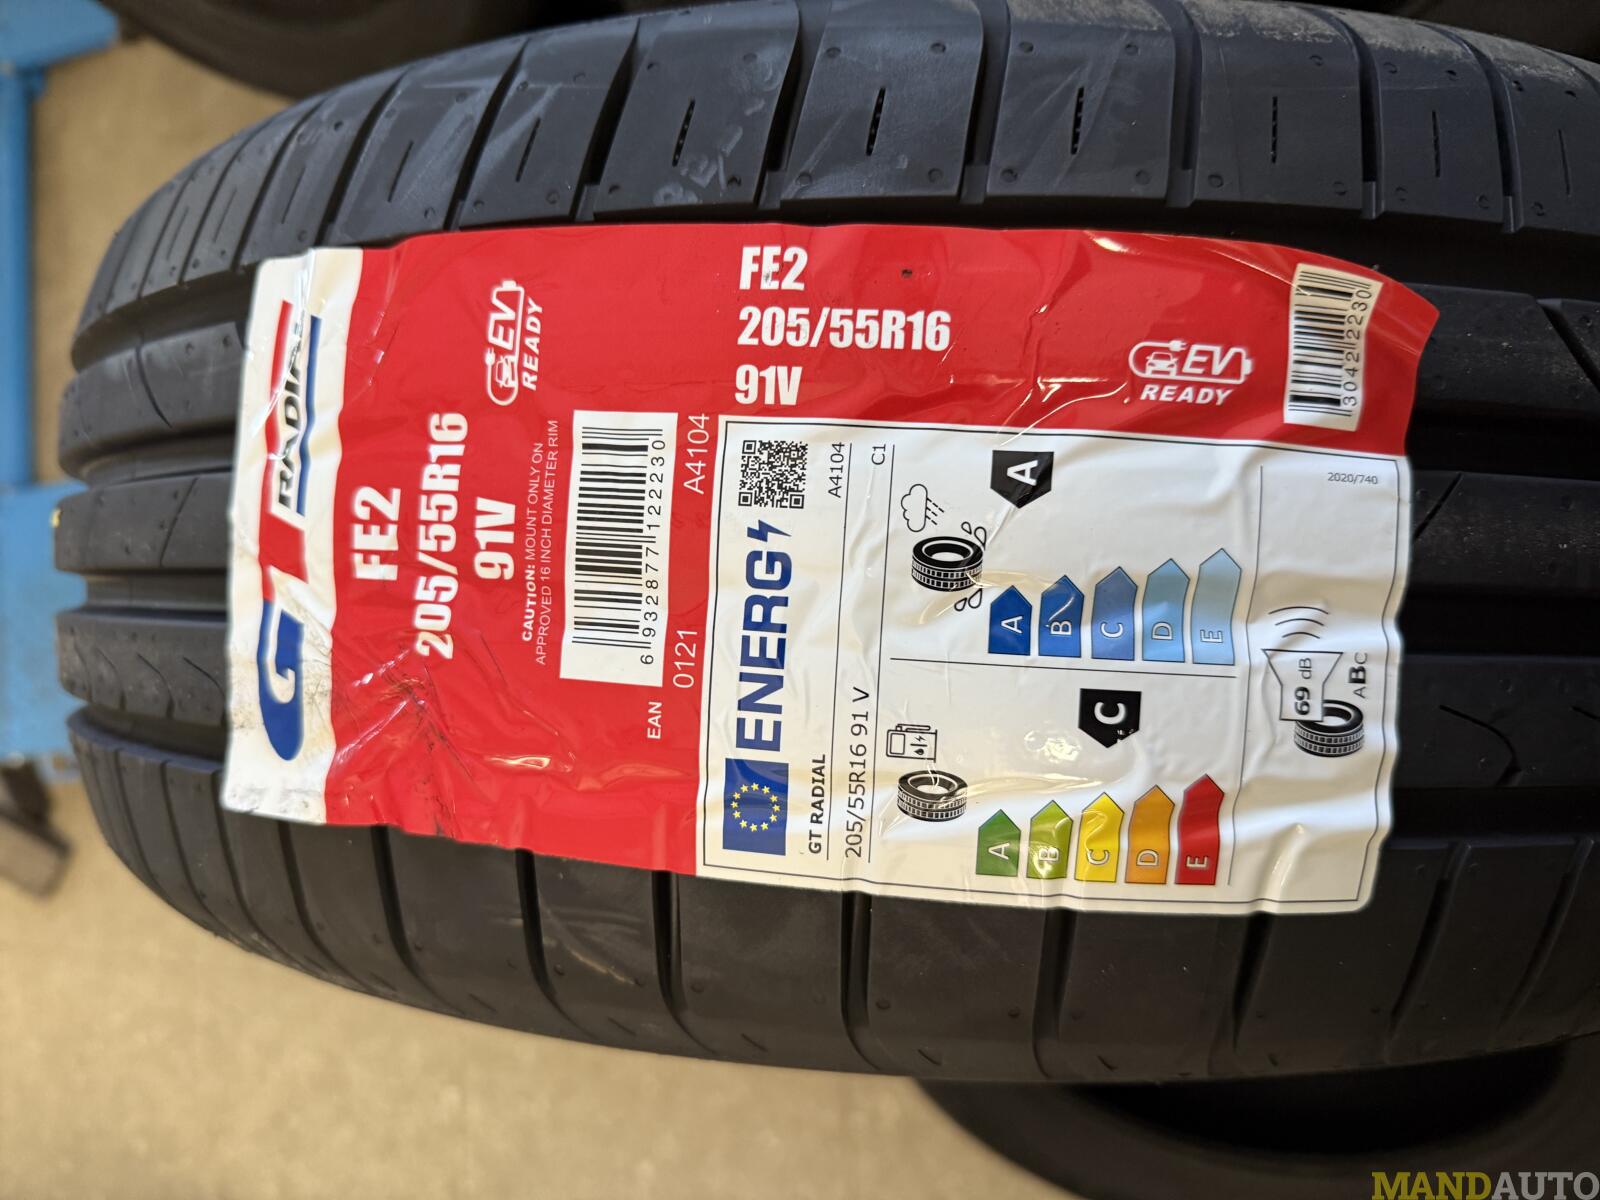 GT RADIAL
FE2
205/55R16
91V
EV
READY
CAUTION: MOUNT ONLY ON
APPROVED 16 INCH DIAMETER RIM
6 932877 122230
EAN
0121
A4104
FE2
205/55R16
91V
EV
READY
3042 2230
ENERG
GT RADIAL
A4104
205/55R16 91 V
C1
A
A
B
C
D
E
C
A
B
C
D
E
2020/740
69 dB
ABC
MANDAUTO